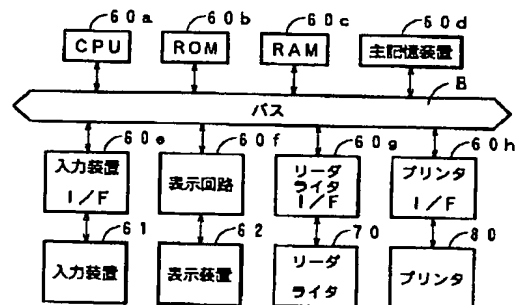 60a 60b 60c 60d
CPU ROM RAM 主記憶装置
B
バス
60e 60f 60g 60h
入力装置
I/F
表示回路
リーダ
ライタ
I/F
プリンタ
I/F
61 62 70 80
入力装置
表示装置
リーダ
ライタ
プリンタ